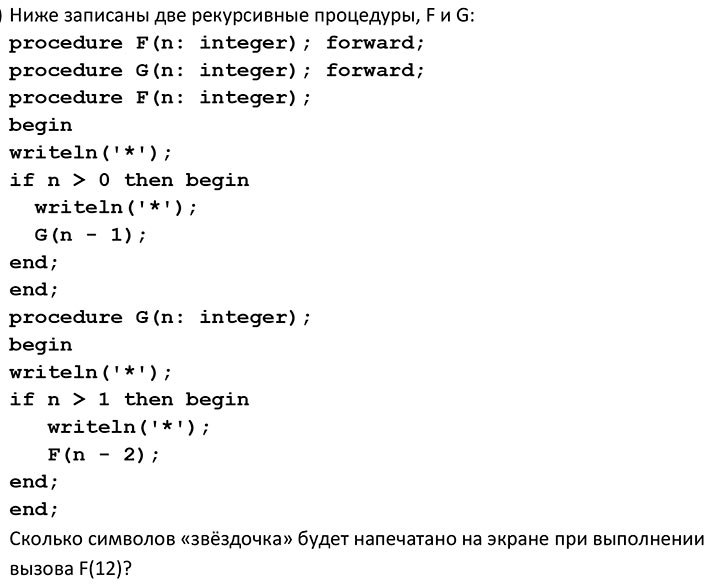 ) Ниже записаны две рекурсивные процедуры, F и G:
procedure F(n: integer); forward;
procedure G(n: integer); forward;
procedure F(n: integer);
begin
writeln('*');
if n > 0 then begin
writeln('*');
G(n - 1);
end;
end;
procedure G(n: integer);
begin
writeln('*');
if n > 1 then begin
writeln('*');
F(n - 2);
end;
end;
Сколько символов «звёздочка» будет напечатано на экране при выполнении
вызова F(12)?